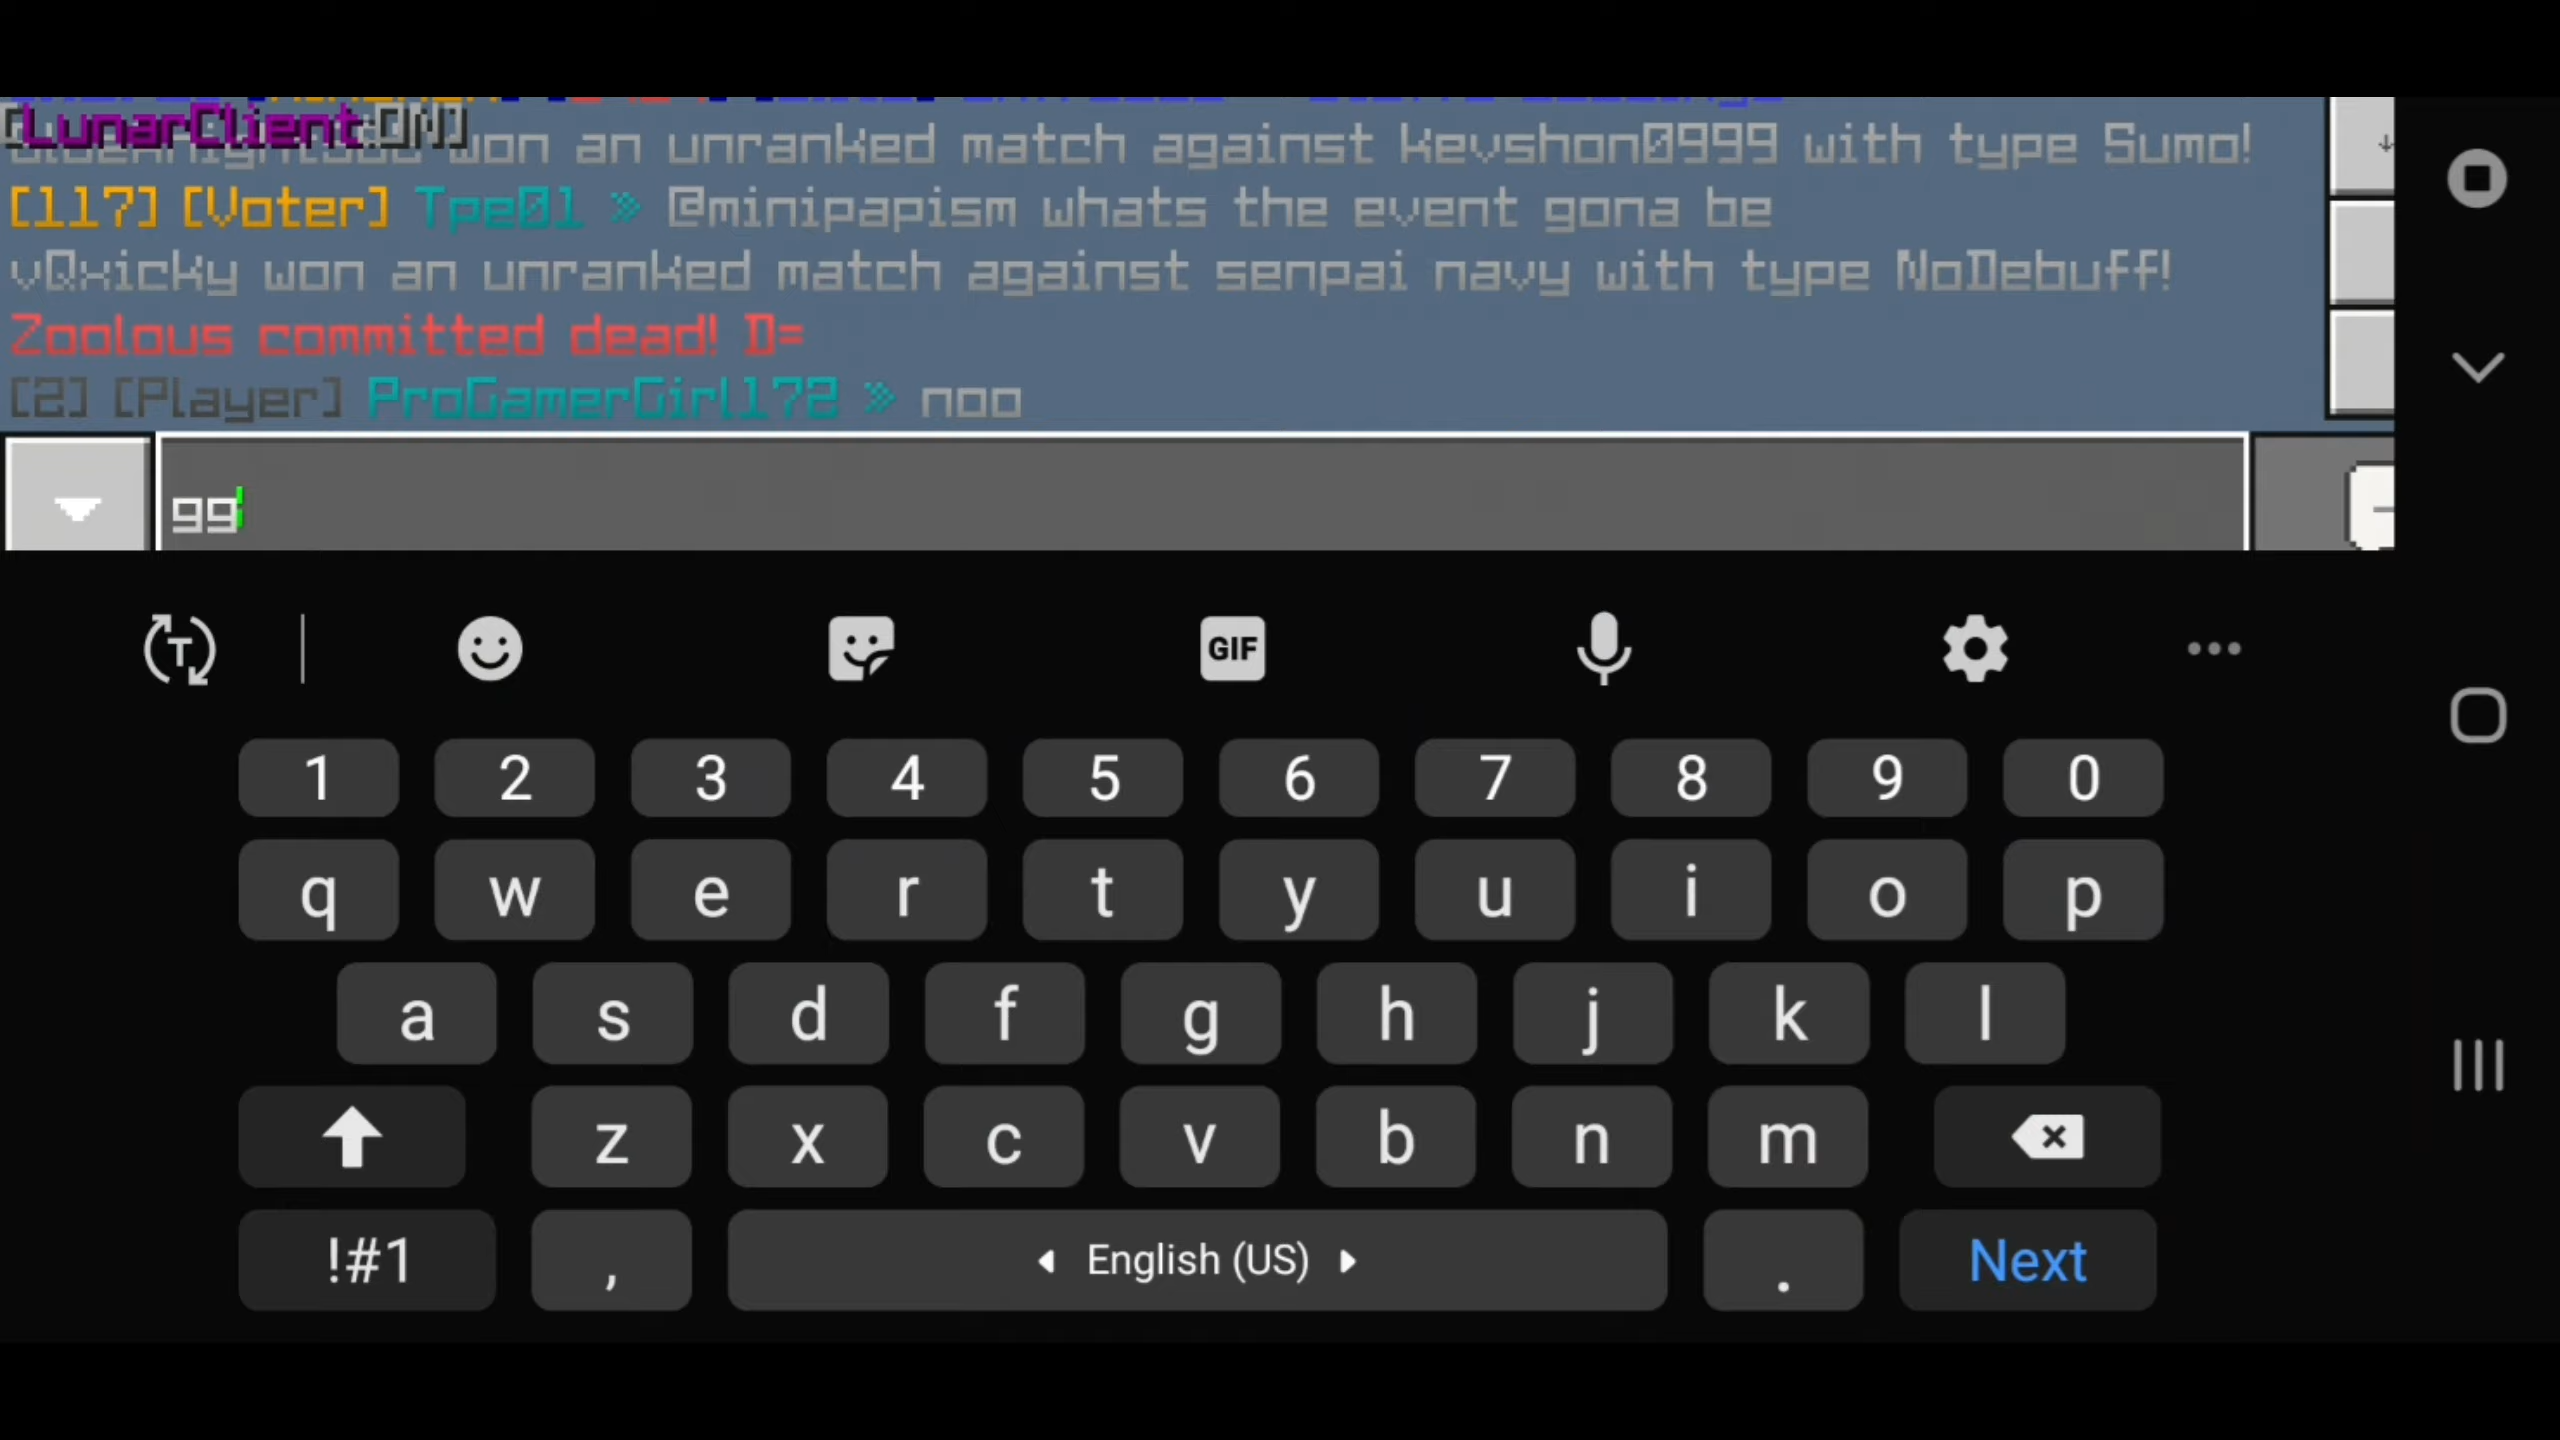 [LunarClient:ON]
won an unranked match against kevshon0999 with type Sumo!
[117] [Voter] Tpe01 » @minipapism whats the event gona be
vQxicky won an unranked match against senpai navy with type NoDebuff!
Zoolous committed dead! D=
[2] [Player] ProGamerGirl172 » noo
gg
T
GIF
1 2 3 4 5 6 7 8 9 0
q w e r t y u i o p
a s d f g h j k l
z x c v b n m
!#1 , English (US) . Next